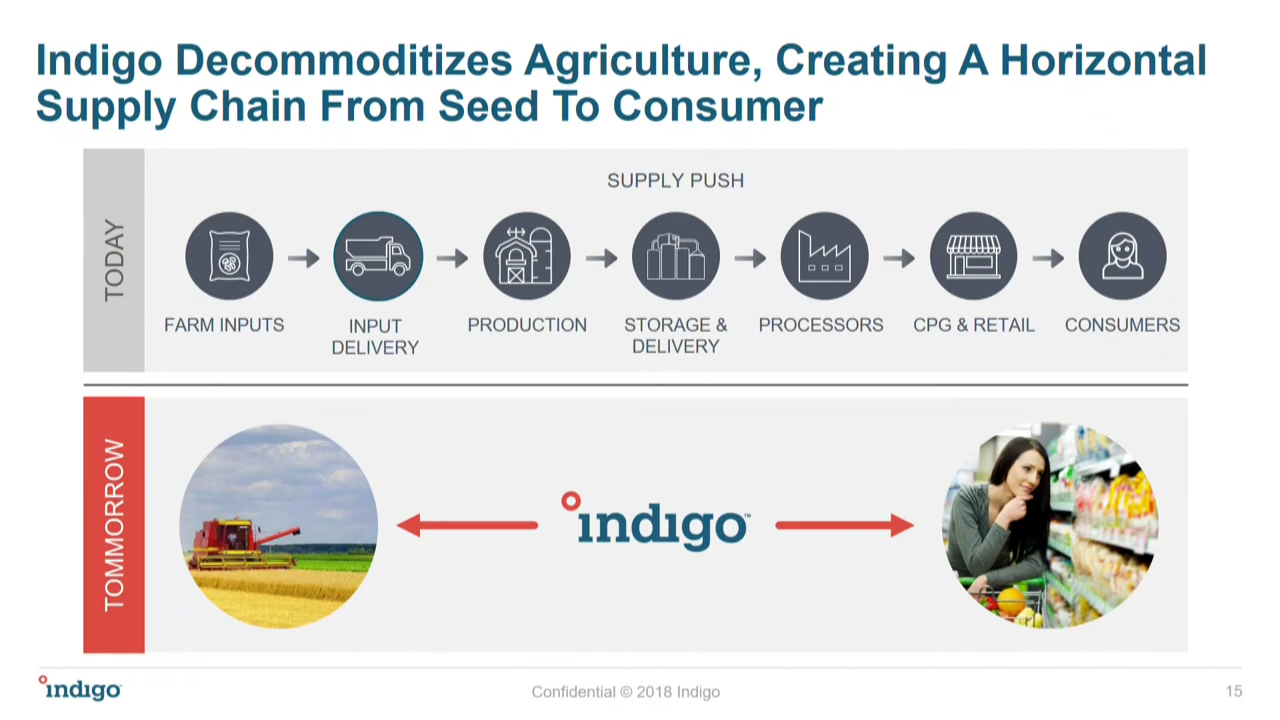 Indigo Decommoditizes Agriculture, Creating A Horizontal
Supply Chain From Seed To Consumer
TODAY
SUPPLY PUSH
FARM INPUTS
INPUT
DELIVERY
PRODUCTION
STORAGE &
DELIVERY
PROCESSORS
CPG & RETAIL
CONSUMERS
TOMMORROW
indigo™
indigo
Confidential © 2018 Indigo
15